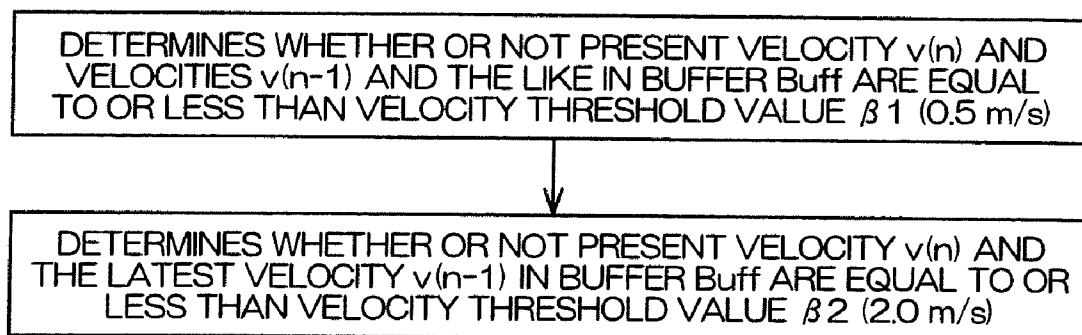 DETERMINES WHETHER OR NOT PRESENT VELOCITY v(n) AND
VELOCITIES v(n-1) AND THE LIKE IN BUFFER Buff ARE EQUAL
TO OR LESS THAN VELOCITY THRESHOLD VALUE β1 (0.5 m/s)
DETERMINES WHETHER OR NOT PRESENT VELOCITY v(n) AND
THE LATEST VELOCITY v(n-1) IN BUFFER Buff ARE EQUAL TO OR
LESS THAN VELOCITY THRESHOLD VALUE β2 (2.0 m/s)